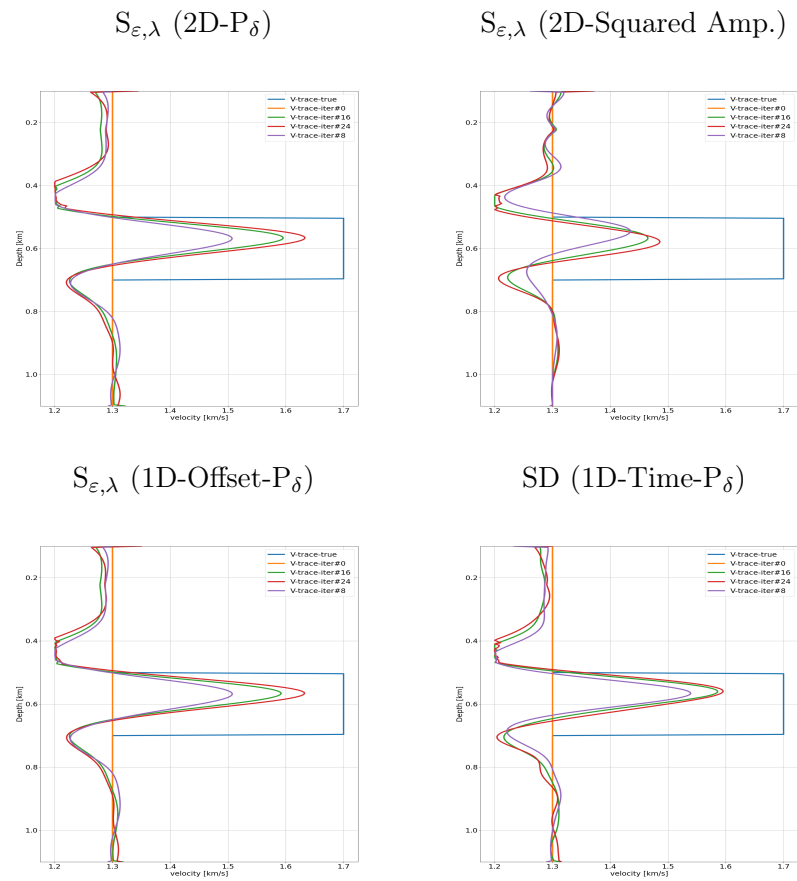 S_{ε,λ} (2D-P_δ)
V-trace-true
V-trace-iter#0
V-trace-iter#16
V-trace-iter#24
V-trace-iter#8
Depth [km]
0.2
0.4
0.6
0.8
1.0
1.2 1.3 1.4 1.5 1.6 1.7
velocity [km/s]
S_{ε,λ} (2D-Squared Amp.)
V-trace-true
V-trace-iter#0
V-trace-iter#16
V-trace-iter#24
V-trace-iter#8
Depth [km]
0.2
0.4
0.6
0.8
1.0
1.2 1.3 1.4 1.5 1.6 1.7
velocity [km/s]
S_{ε,λ} (1D-Offset-P_δ)
V-trace-true
V-trace-iter#0
V-trace-iter#16
V-trace-iter#24
V-trace-iter#8
Depth [km]
0.2
0.4
0.6
0.8
1.0
1.2 1.3 1.4 1.5 1.6 1.7
velocity [km/s]
SD (1D-Time-P_δ)
V-trace-true
V-trace-iter#0
V-trace-iter#16
V-trace-iter#24
V-trace-iter#8
Depth [km]
0.2
0.4
0.6
0.8
1.0
1.2 1.3 1.4 1.5 1.6 1.7
velocity [km/s]